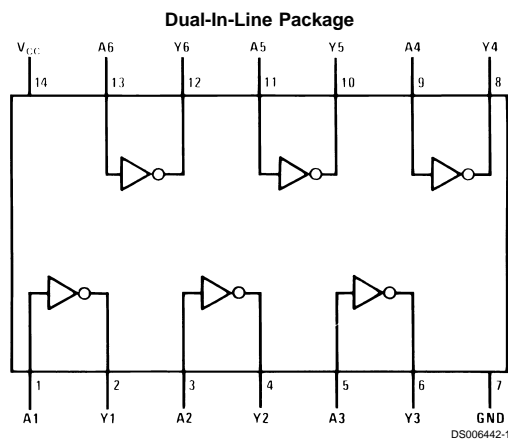 Dual-In-Line Package
VCC A6 Y6 A5 Y5 A4 Y4
14 13 12 11 10 9 8
1 2 3 4 5 6 7
A1 Y1 A2 Y2 A3 Y3 GND
DS006442-1